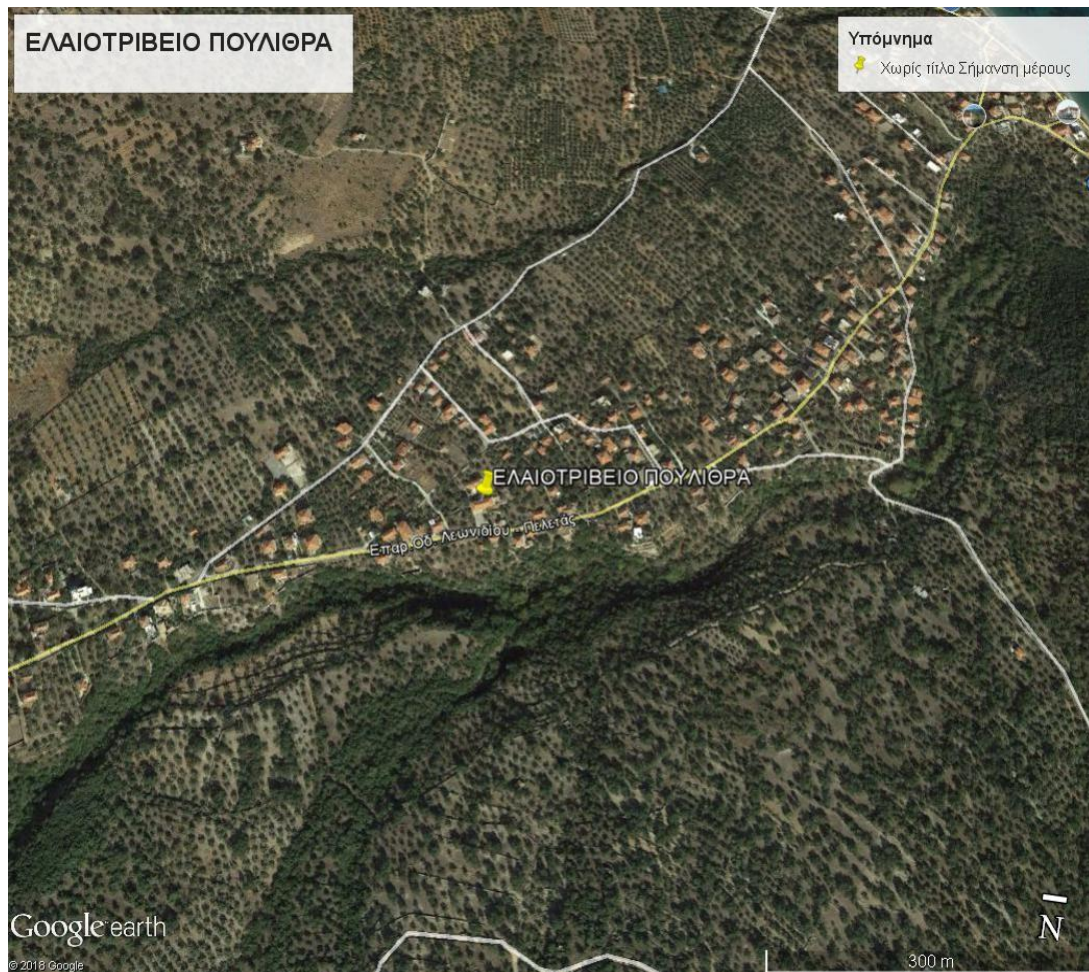 ΕΛΑΙΟΤΡΙΒΕΙΟ ΠΟΥΛΙΘΡΑ
Υπόμνημα
Χωρίς τίτλο Σήμανση μέρους
ΕΛΑΙΟΤΡΙΒΕΙΟ ΠΟΥΛΙΘΡΑ
Επαρ.Οδ. Λεωνιδίου - Πελετάς
Google earth
N
© 2018 Google
300 m